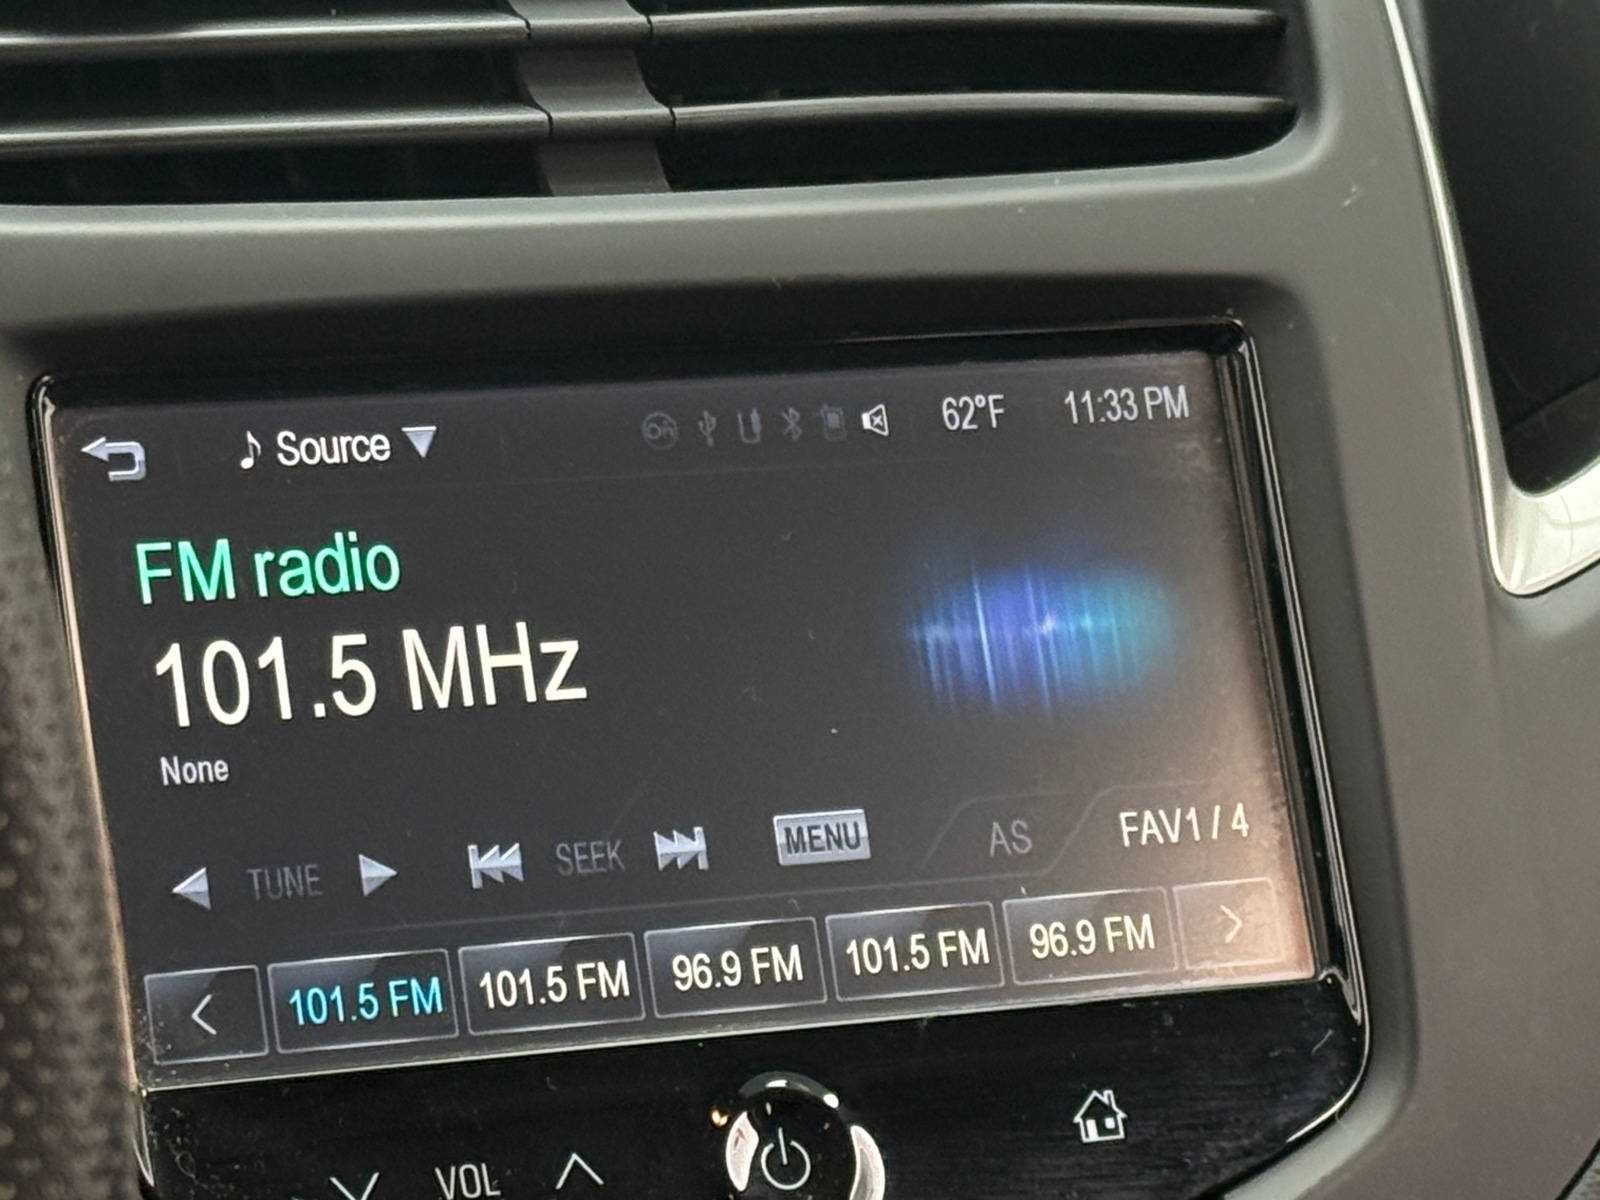 Source 62°F 11:33 PM
FM radio
101.5 MHz
None
TUNE SEEK MENU AS FAV1 / 4
101.5 FM 101.5 FM 96.9 FM 101.5 FM 96.9 FM
VOL